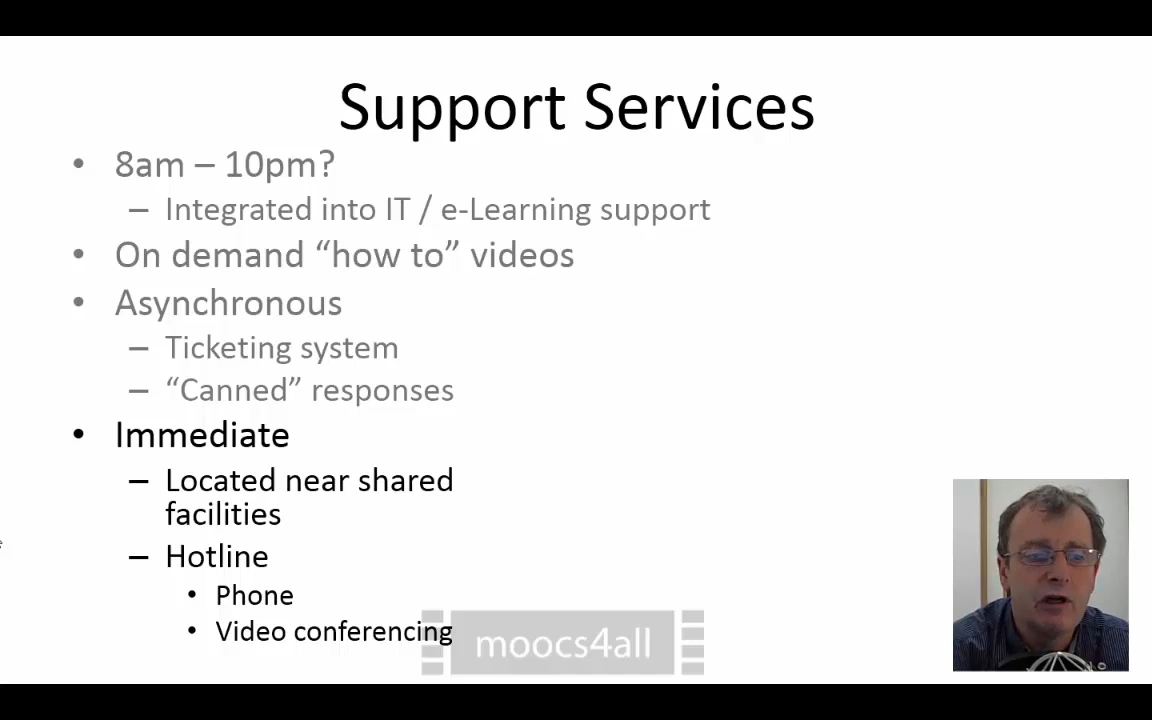 Support Services
• 8am – 10pm?
– Integrated into IT / e-Learning support
• On demand “how to” videos
• Asynchronous
– Ticketing system
– “Canned” responses
• Immediate
– Located near shared
facilities
– Hotline
• Phone
• Video conferencing
moocs4all